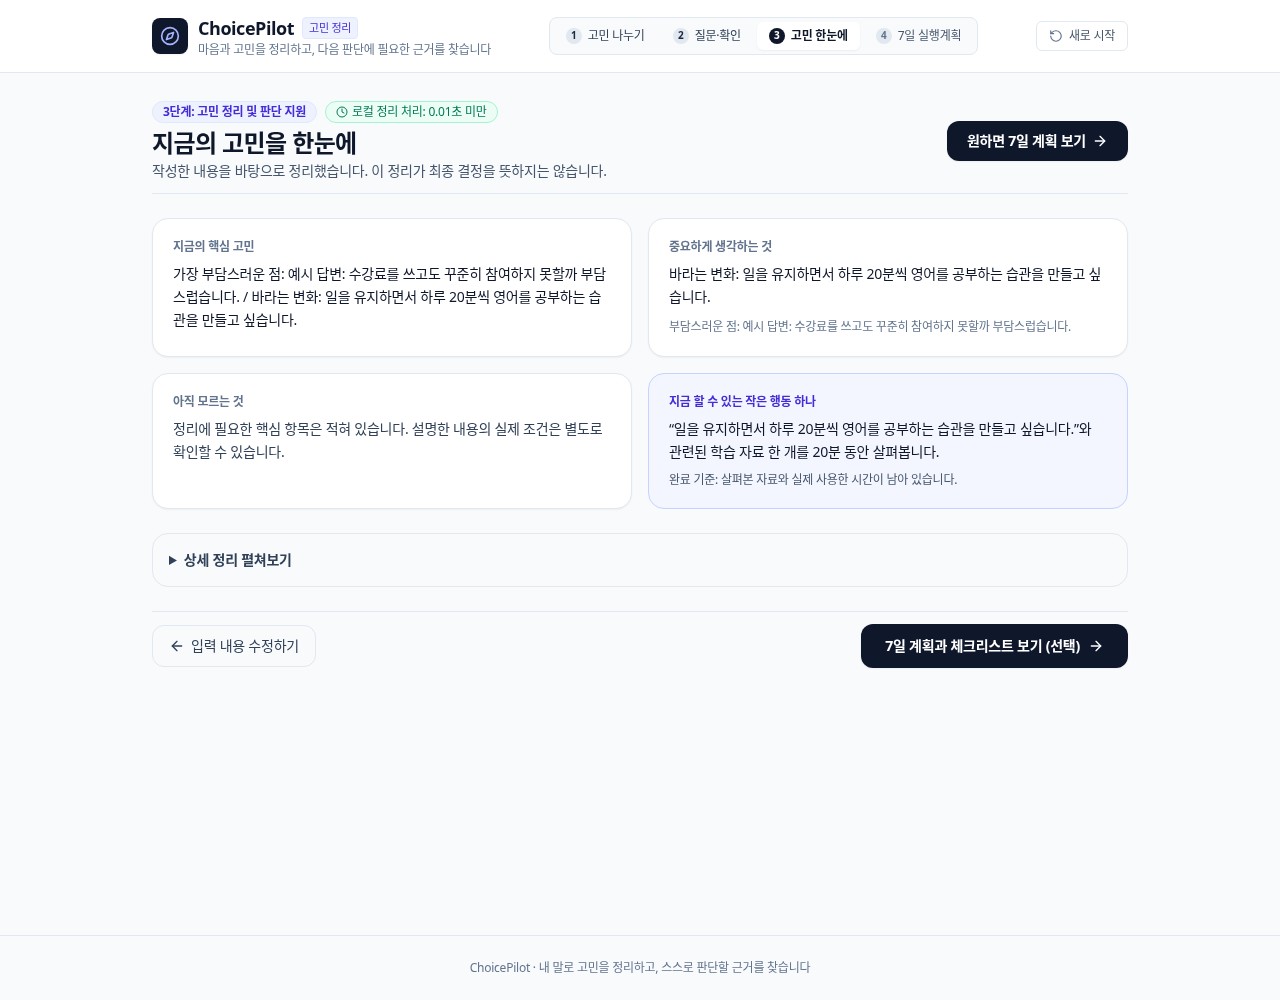 ChoicePilot 고민 정리
마음과 고민을 정리하고, 다음 판단에 필요한 근거를 찾습니다
1 고민 나누기
2 질문·확인
3 고민 한눈에
4 7일 실행계획
새로 시작
3단계: 고민 정리 및 판단 지원
로컬 정리 처리: 0.01초 미만
지금의 고민을 한눈에
작성한 내용을 바탕으로 정리했습니다. 이 정리가 최종 결정을 뜻하지는 않습니다.
원하면 7일 계획 보기 →
지금의 핵심 고민
가장 부담스러운 점: 예시 답변: 수강료를 쓰고도 꾸준히 참여하지 못할까 부담
스럽습니다. / 바라는 변화: 일을 유지하면서 하루 20분씩 영어를 공부하는 습
관을 만들고 싶습니다.
중요하게 생각하는 것
바라는 변화: 일을 유지하면서 하루 20분씩 영어를 공부하는 습관을 만들고 싶
습니다.
부담스러운 점: 예시 답변: 수강료를 쓰고도 꾸준히 참여하지 못할까 부담스럽습니다.
아직 모르는 것
정리에 필요한 핵심 항목은 적혀 있습니다. 설명한 내용의 실제 조건은 별도로
확인할 수 있습니다.
지금 할 수 있는 작은 행동 하나
“일을 유지하면서 하루 20분씩 영어를 공부하는 습관을 만들고 싶습니다.”와
관련된 학습 자료 한 개를 20분 동안 살펴봅니다.
완료 기준: 살펴본 자료와 실제 사용한 시간이 남아 있습니다.
▶ 상세 정리 펼쳐보기
← 입력 내용 수정하기
7일 계획과 체크리스트 보기 (선택) →
ChoicePilot · 내 말로 고민을 정리하고, 스스로 판단할 근거를 찾습니다